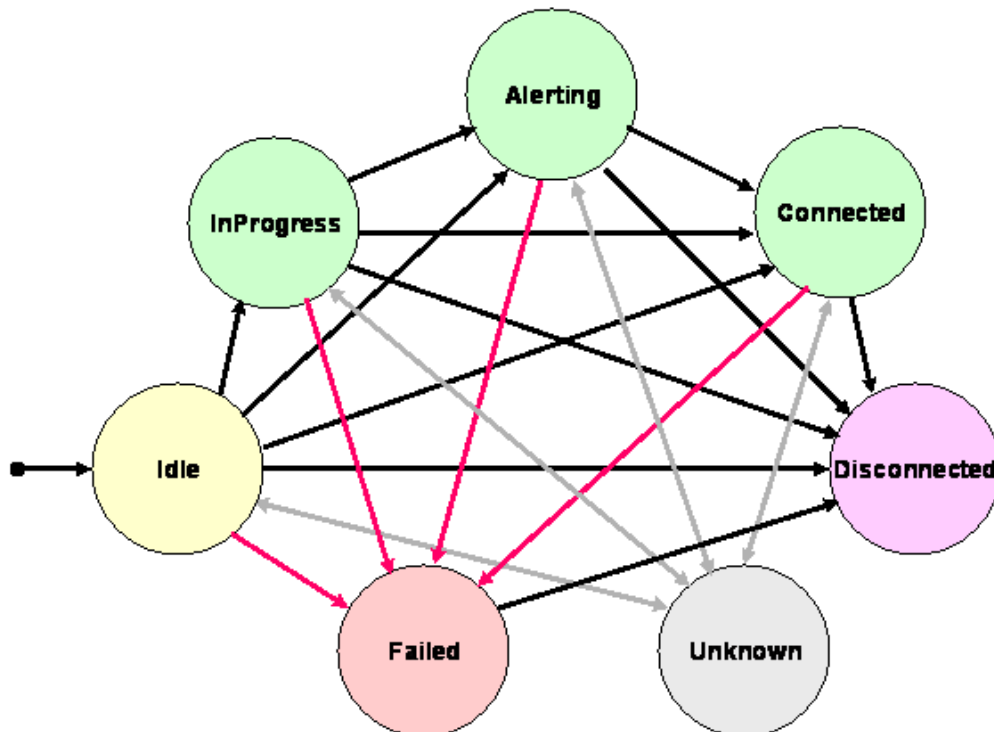 Alerting
Connected
InProgress
Idle
Disconnected
Failed
Unknown